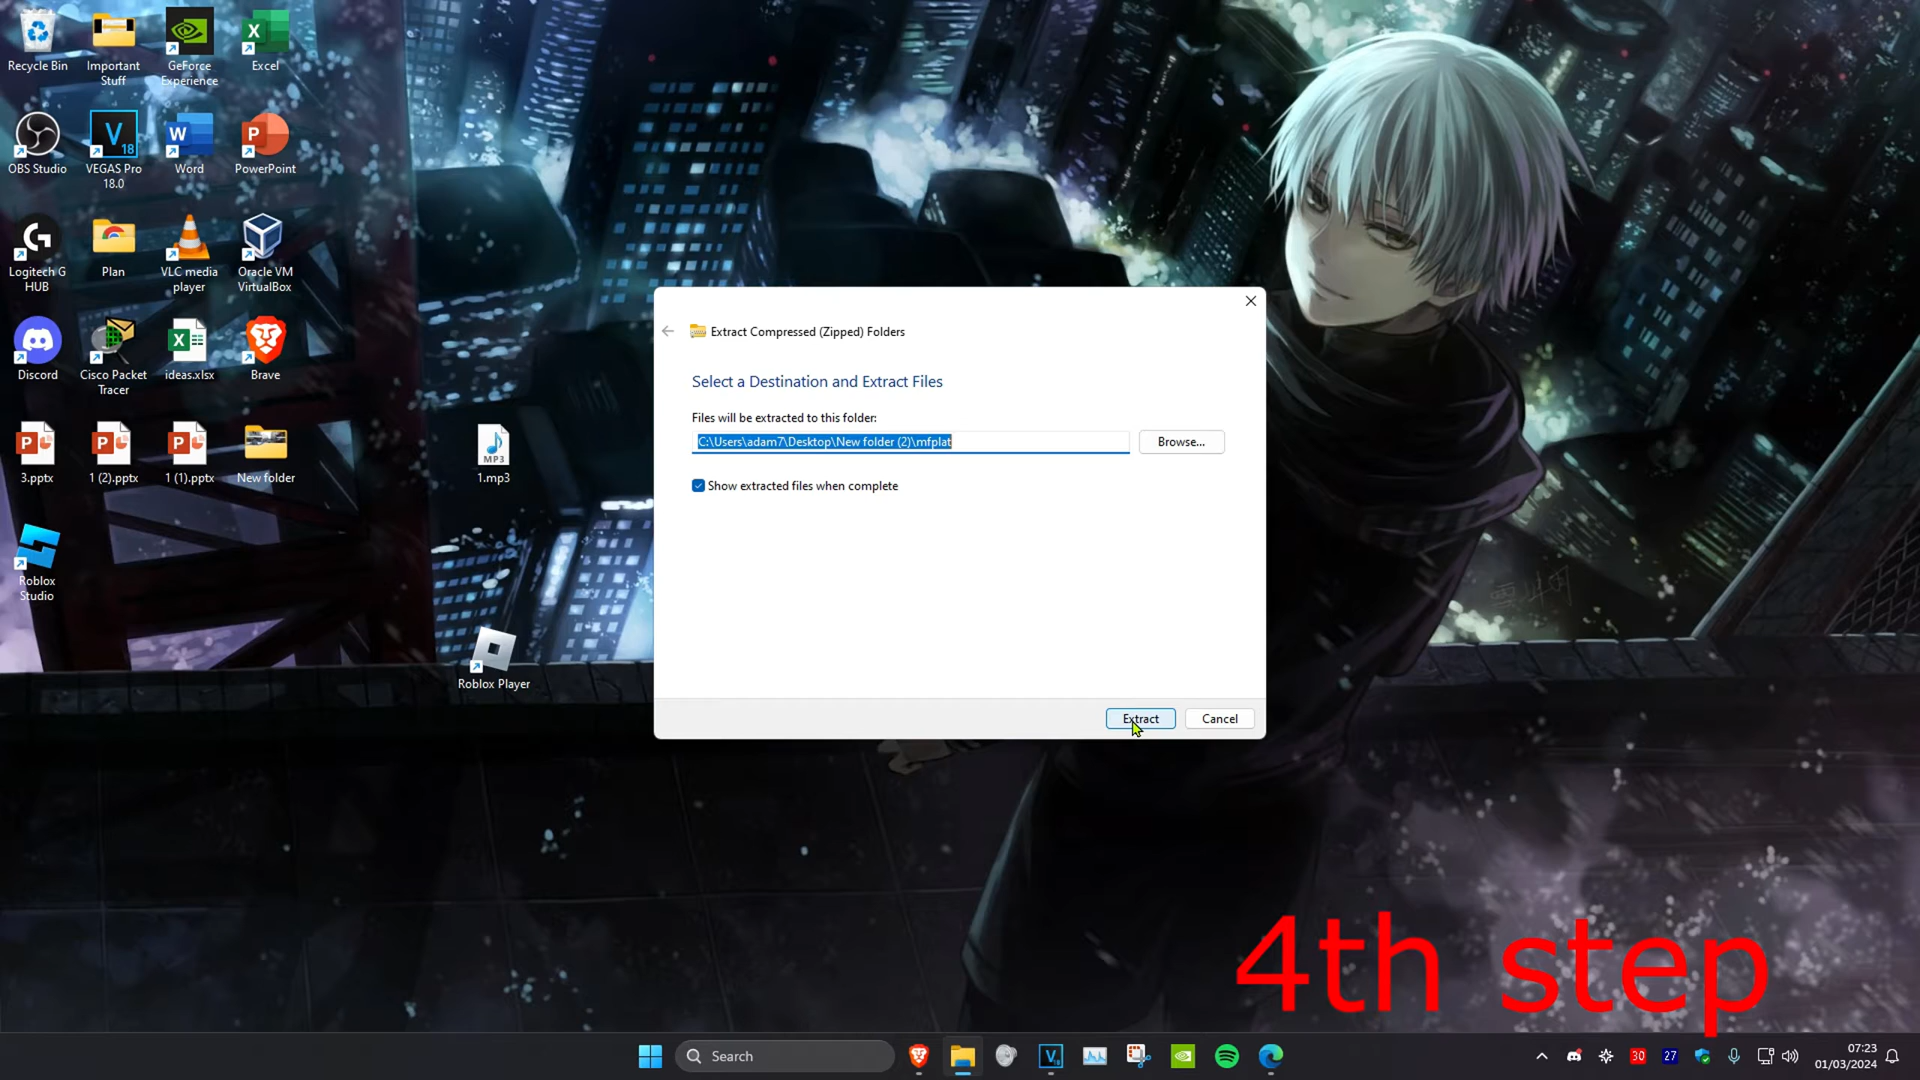 Recycle Bin
Important
Stuff
GeForce
Experience
Excel
OBS Studio
VEGAS Pro
18.0
Word
PowerPoint
Logitech G
HUB
Plan
VLC media
player
Oracle VM
VirtualBox
Discord
Cisco Packet
Tracer
ideas.xlsx
Brave
3.pptx
1 (2).pptx
1 (1).pptx
New folder
MP3
1.mp3
Roblox
Studio
Roblox Player
Extract Compressed (Zipped) Folders
Select a Destination and Extract Files
Files will be extracted to this folder:
C:\Users\adam7\Desktop\New folder (2)\mfplat
Browse...
Show extracted files when complete
Extract
Cancel
4th step
Search
30
27
07:23
01/03/2024